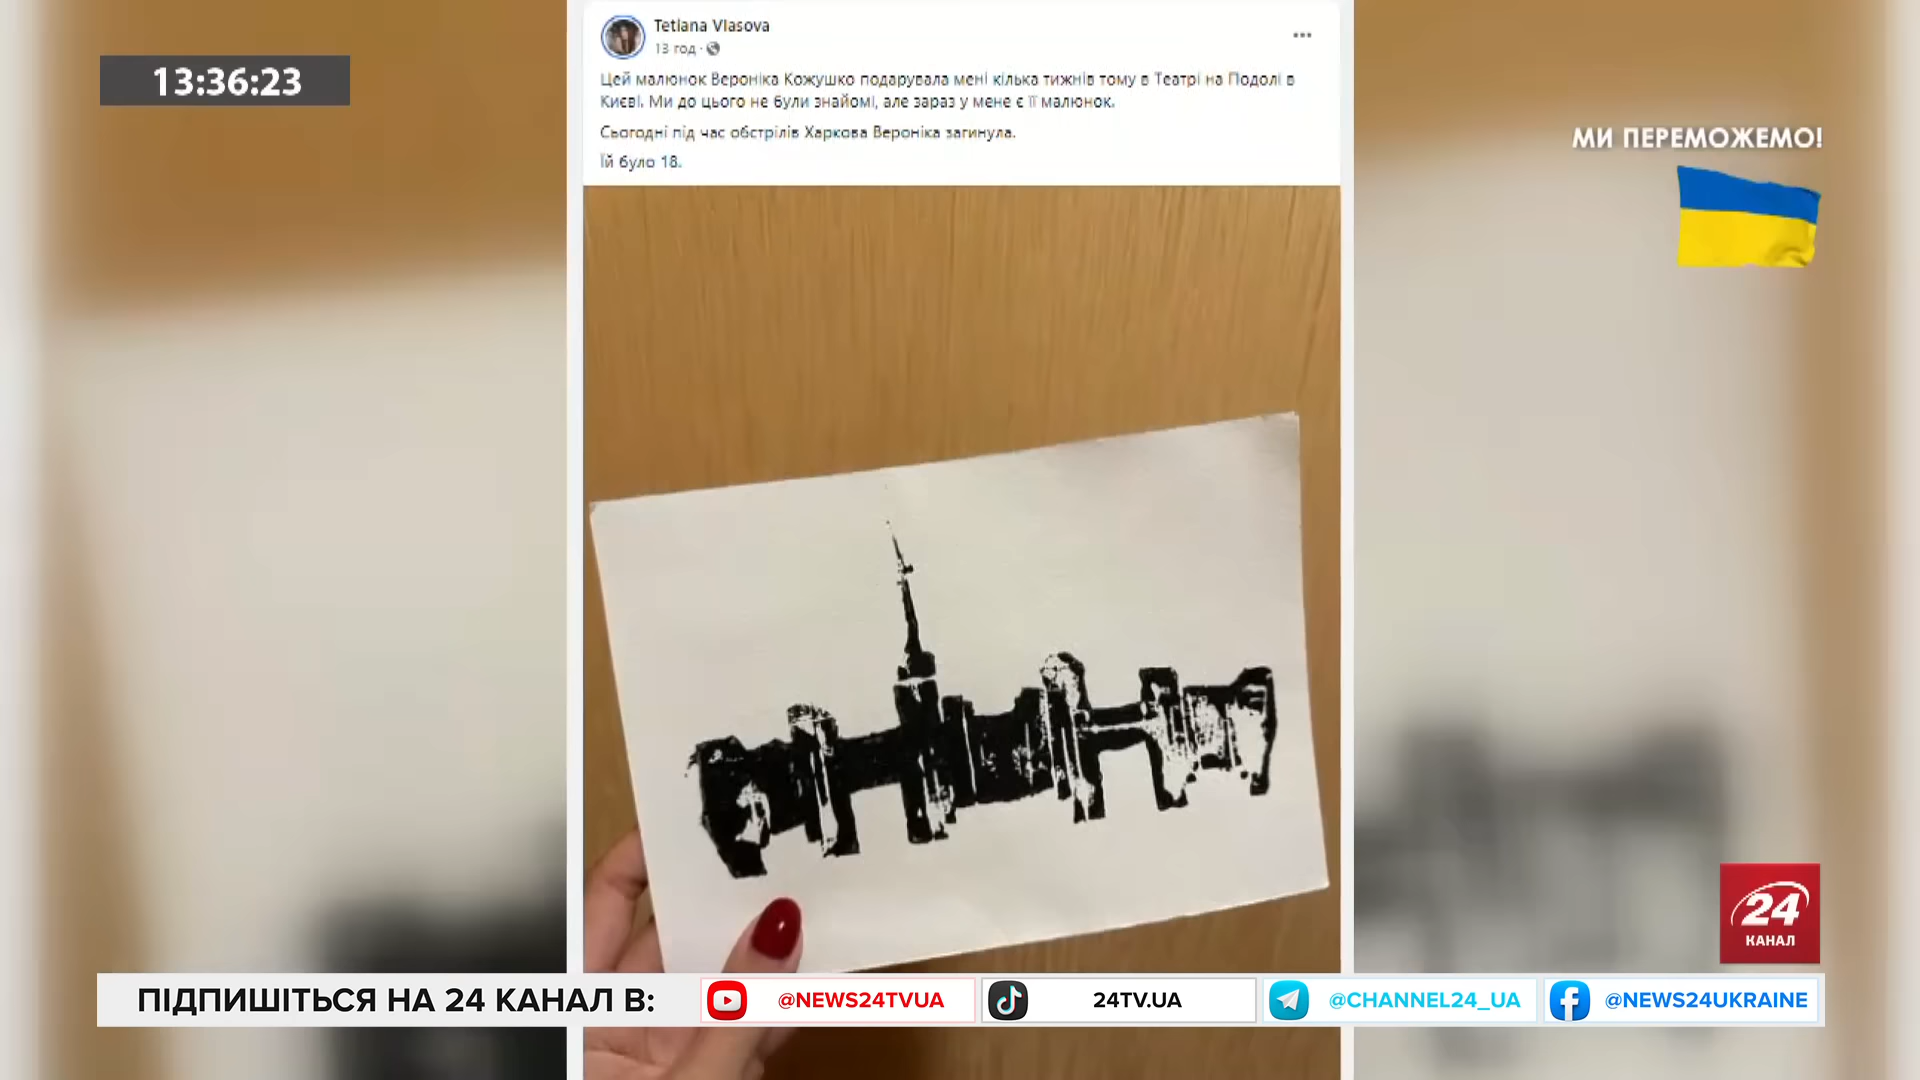 13:36:23
Tetiana Vlasova
13 год ·
Цей малюнок Вероніка Кожушко подарувала мені кілька тижнів тому в Театрі на Подолі в
Києві. Ми до цього не були знайомі, але зараз у мене є її малюнок.
Сьогодні під час обстрілів Харкова Вероніка загинула.
Їй було 18.
МИ ПЕРЕМОЖЕМО!
24
КАНАЛ
ПІДПИШІТЬСЯ НА 24 КАНАЛ В:
@NEWS24TVUA
24TV.UA
@CHANNEL24_UA
@NEWS24UKRAINE